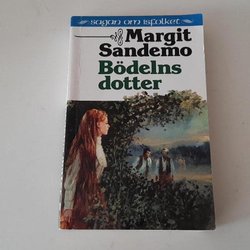 sagan om isfolket
Margit
Sandemo
Bödelns
dotter